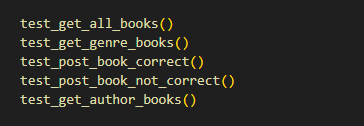 test_get_all_books()
test_get_genre_books()
test_post_book_correct()
test_post_book_not_correct()
test_get_author_books()